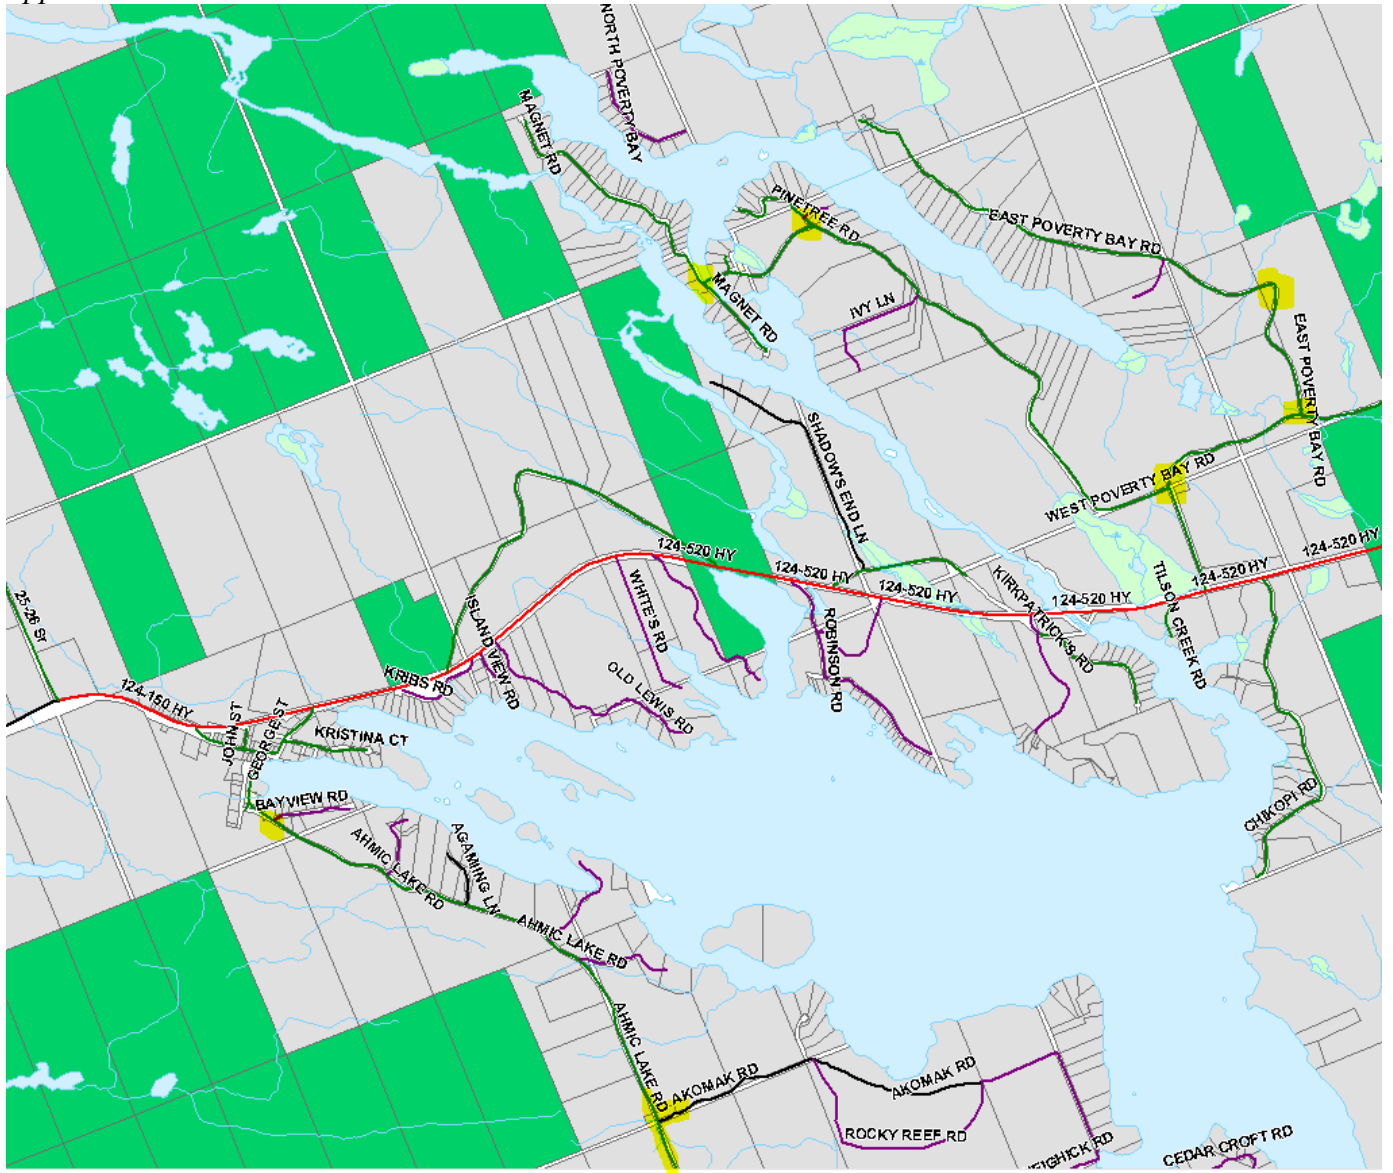 NORTH POVERTY BAY
MAGNET RD
PINETREE RD
EAST POVERTY BAY RD
MAGNET RD
IVY LN
EAST POVERTY BAY RD
SHADOW'S END LN
WEST POVERTY BAY RD
124-520 HY
124-520 HY
124-520 HY
124-520 HY
124-520 HY
124-520 HY
25-26 Sr
ISLAND VIEW RD
WHITE'S RD
ROBINSON RD
KIRKPATRICK'S RD
TILSON CREEK RD
KRIBS RD
OLD LEWIS RD
124-150 HY
JOHN ST
GEORGE ST
KRISTINA CT
BAYVIEW RD
CHIKOPI RD
AHMIC LAKE RD
AGAMIING LN
AHMIC LAKE RD
AHMIC LAKE RD
AKOMAK RD
AKOMAK RD
ROCKY REEF RD
EIGHICK RD
CEDAR CROFT RD